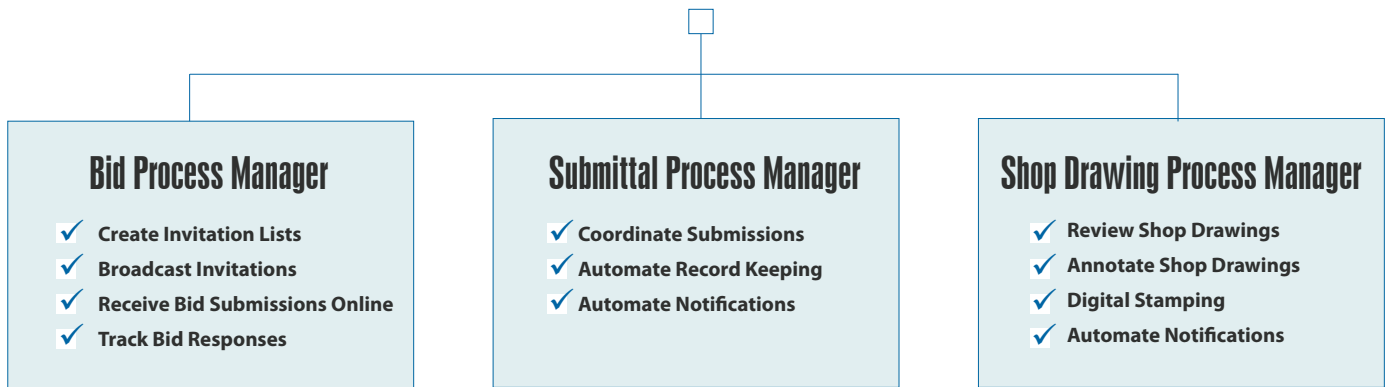 Bid Process Manager
Create Invitation Lists
Broadcast Invitations
Receive Bid Submissions Online
Track Bid Responses
Submittal Process Manager
Coordinate Submissions
Automate Record Keeping
Automate Notifications
Shop Drawing Process Manager
Review Shop Drawings
Annotate Shop Drawings
Digital Stamping
Automate Notifications